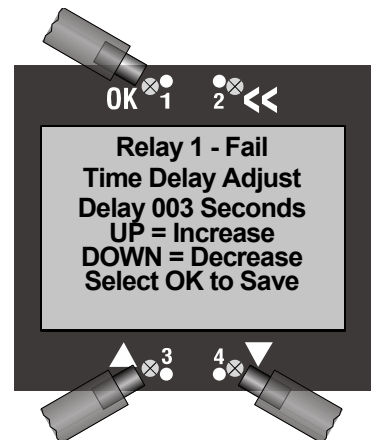 OK 1 2 <<
Relay 1 - Fail
Time Delay Adjust
Delay 003 Seconds
UP = Increase
DOWN = Decrease
Select OK to Save
3 4